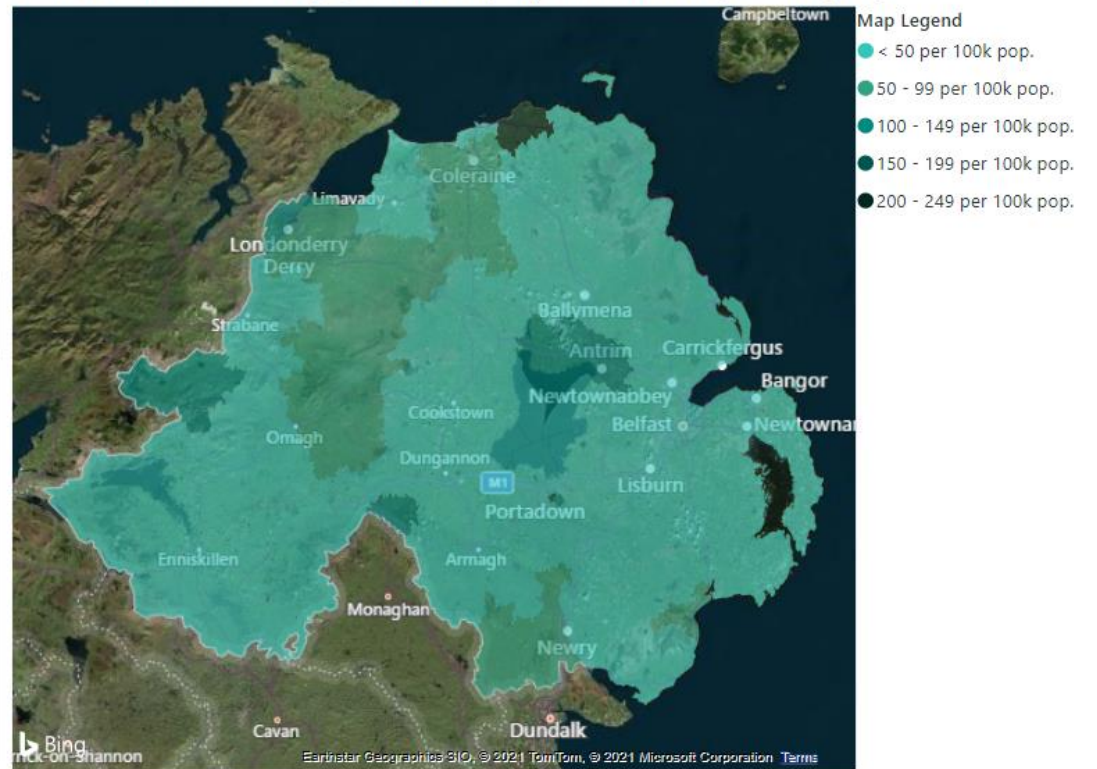 Campbeltown
Map Legend
< 50 per 100k pop.
50 - 99 per 100k pop.
100 - 149 per 100k pop.
150 - 199 per 100k pop.
200 - 249 per 100k pop.
Coleraine
Limavady
Londonderry
Derry
Ballymena
Strabane
Antrim
Carrickfergus
Bangor
Newtownabbey
Cookstown
Belfast
Newtownar
Omagh
Dungannon
M1
Lisburn
Portadown
Enniskillen
Armagh
Monaghan
Newry
Cavan
Dundalk
Bing
rrick-on-Shannon
Earthstar Geographics SIO, © 2021 TomTom, © 2021 Microsoft Corporation Terms